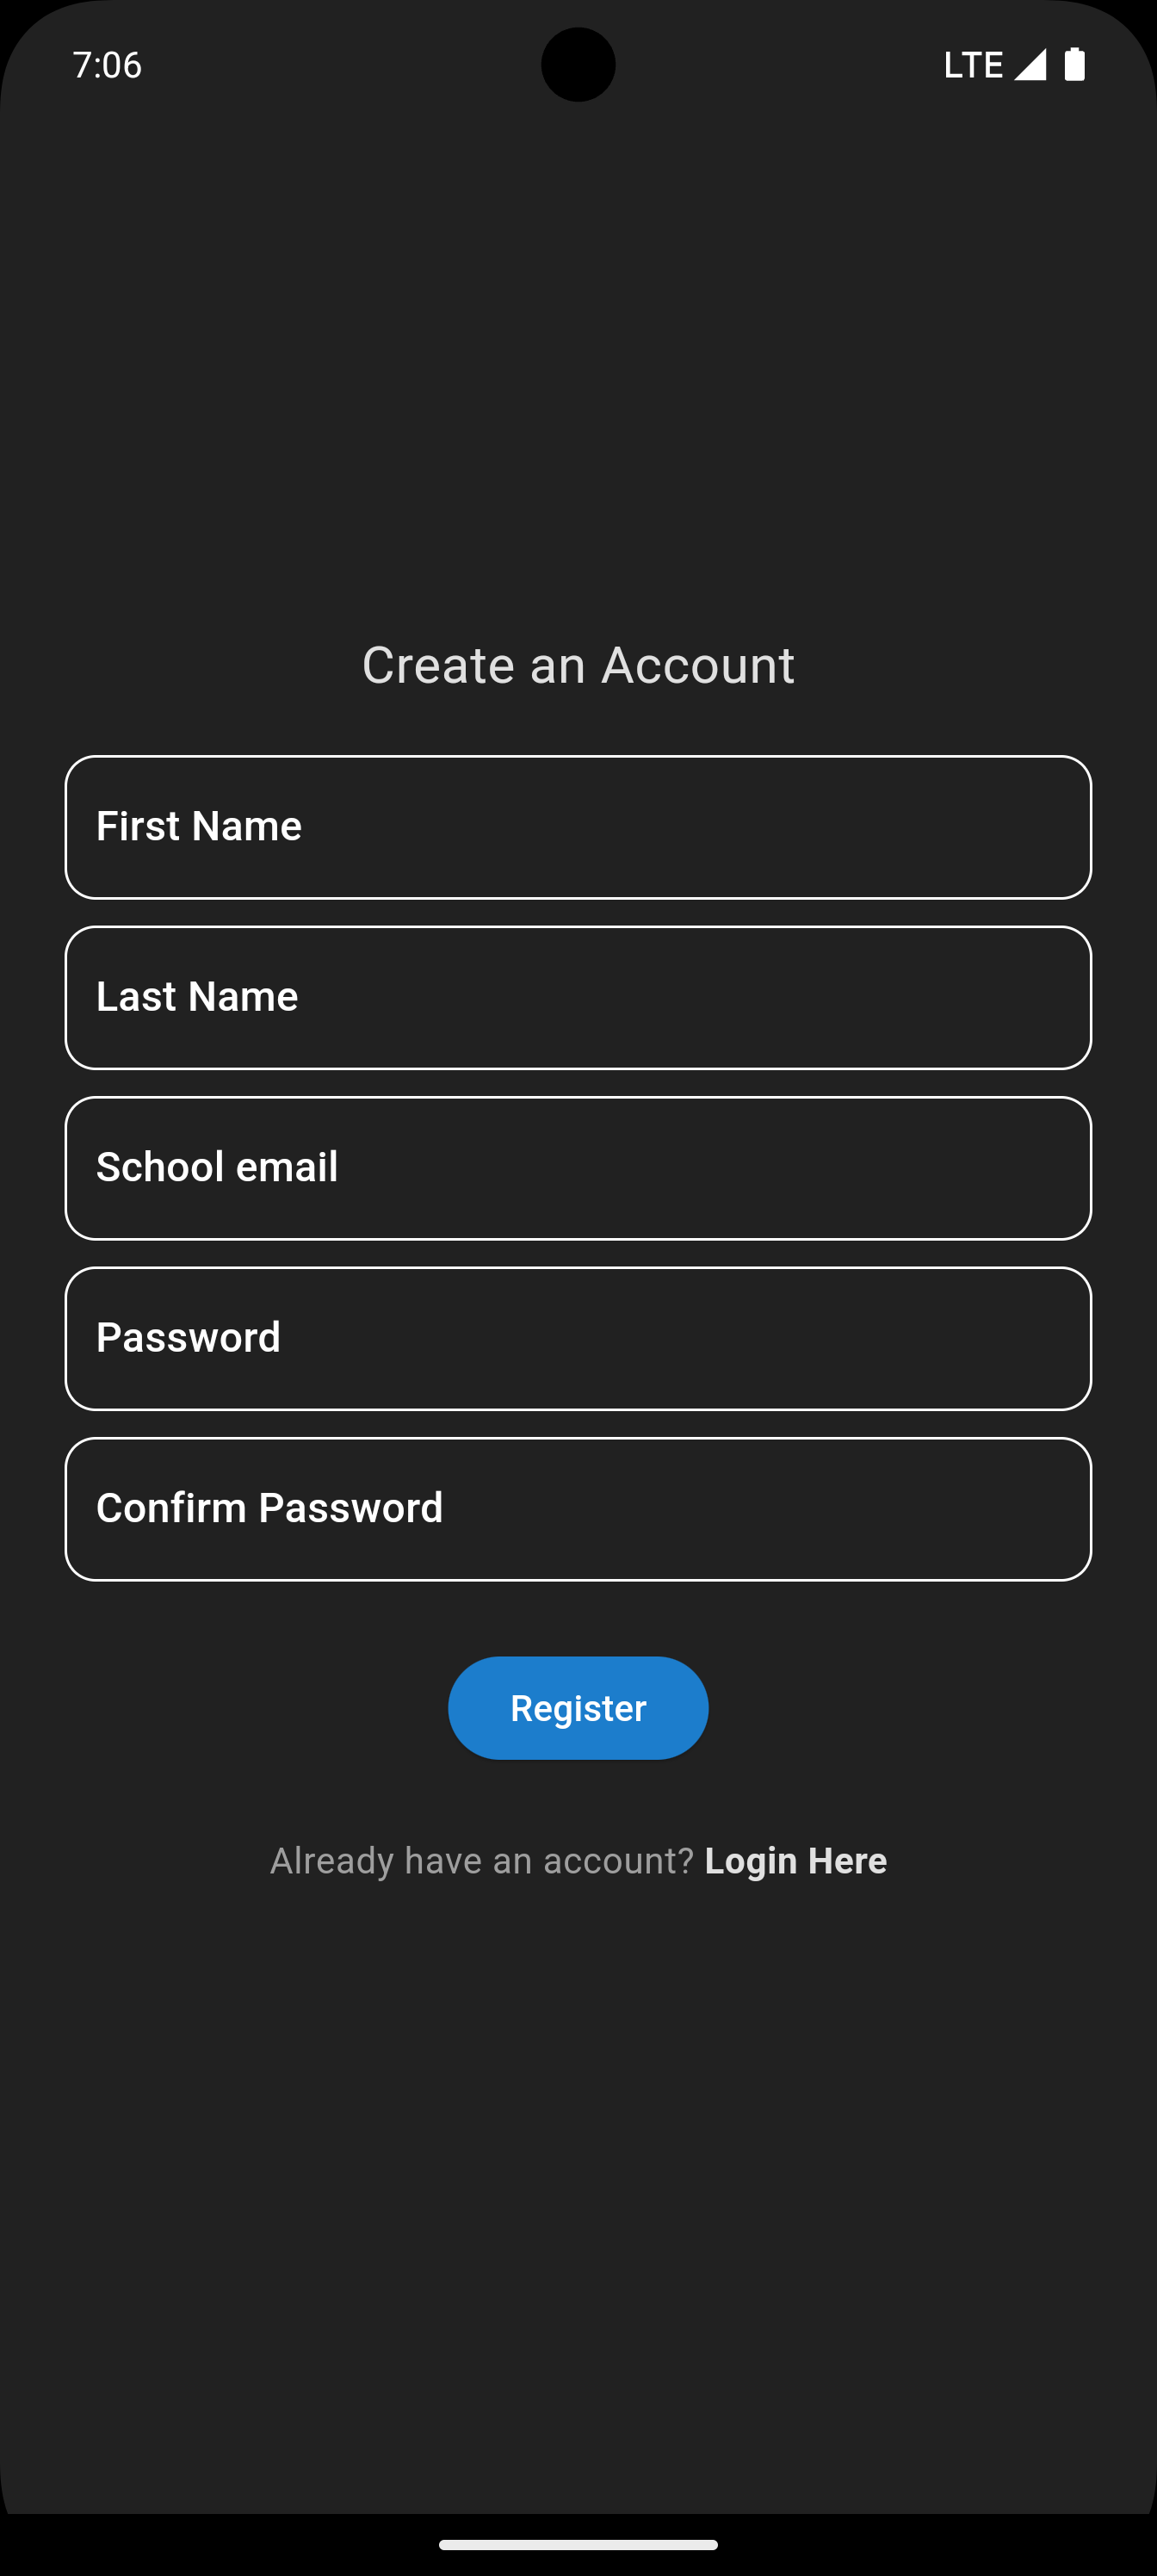 7:06 LTE
Create an Account
First Name
Last Name
School email
Password
Confirm Password
Register
Already have an account? Login Here